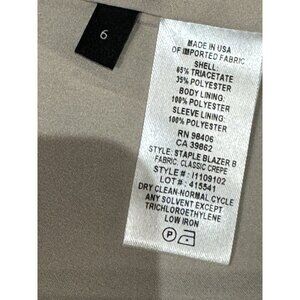 6
MADE IN USA
OF IMPORTED FABRIC
SHELL:
65% TRIACETATE
35% POLYESTER
BODY LINING:
100% POLYESTER
SLEEVE LINING:
100% POLYESTER
RN 98406
CA 39862
STYLE: STAPLE BLAZER B
FABRIC. CLASSIC CREPE
STYLE # : I1109102
LOT # : 415541
DRY CLEAN-NORMAL CYCLE
ANY SOLVENT EXCEPT
TRICHLOROETHYLENE
LOW IRON
P